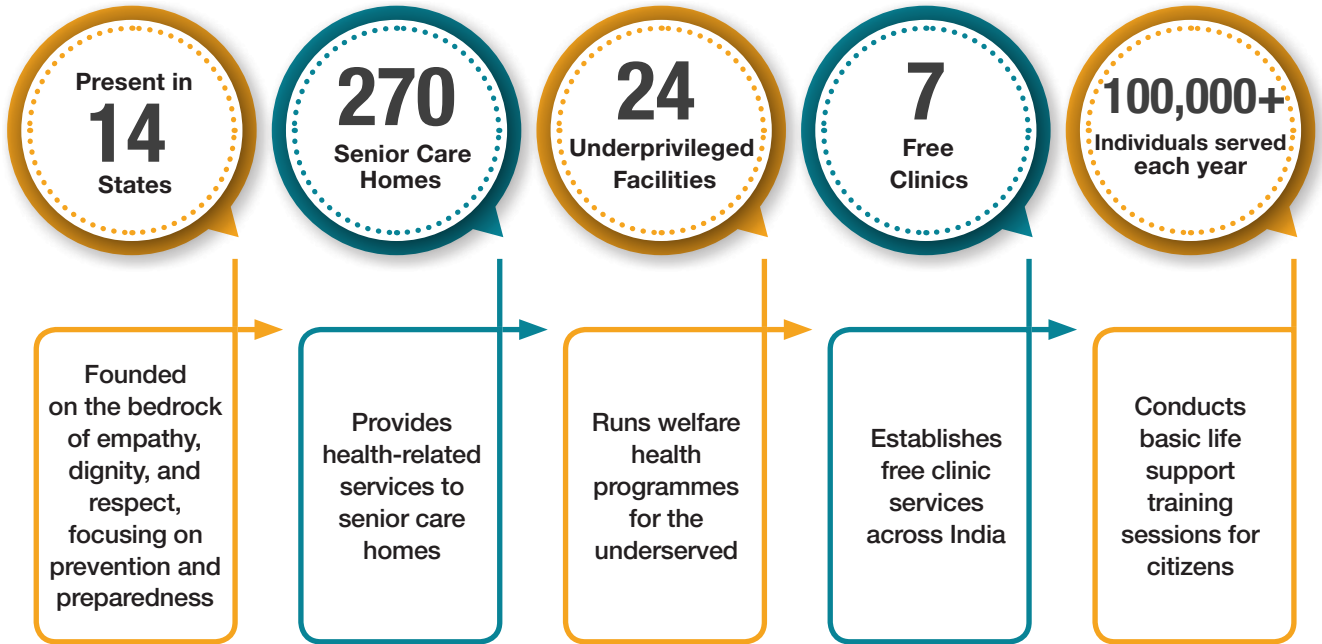 Present in
14
States
270
Senior Care
Homes
24
Underprivileged
Facilities
7
Free
Clinics
100,000+
Individuals served
each year
Founded
on the bedrock
of empathy,
dignity, and
respect,
focusing on
prevention and
preparedness
Provides
health-related
services to
senior care
homes
Runs welfare
health
programmes
for the
underserved
Establishes
free clinic
services
across India
Conducts
basic life
support
training
sessions for
citizens